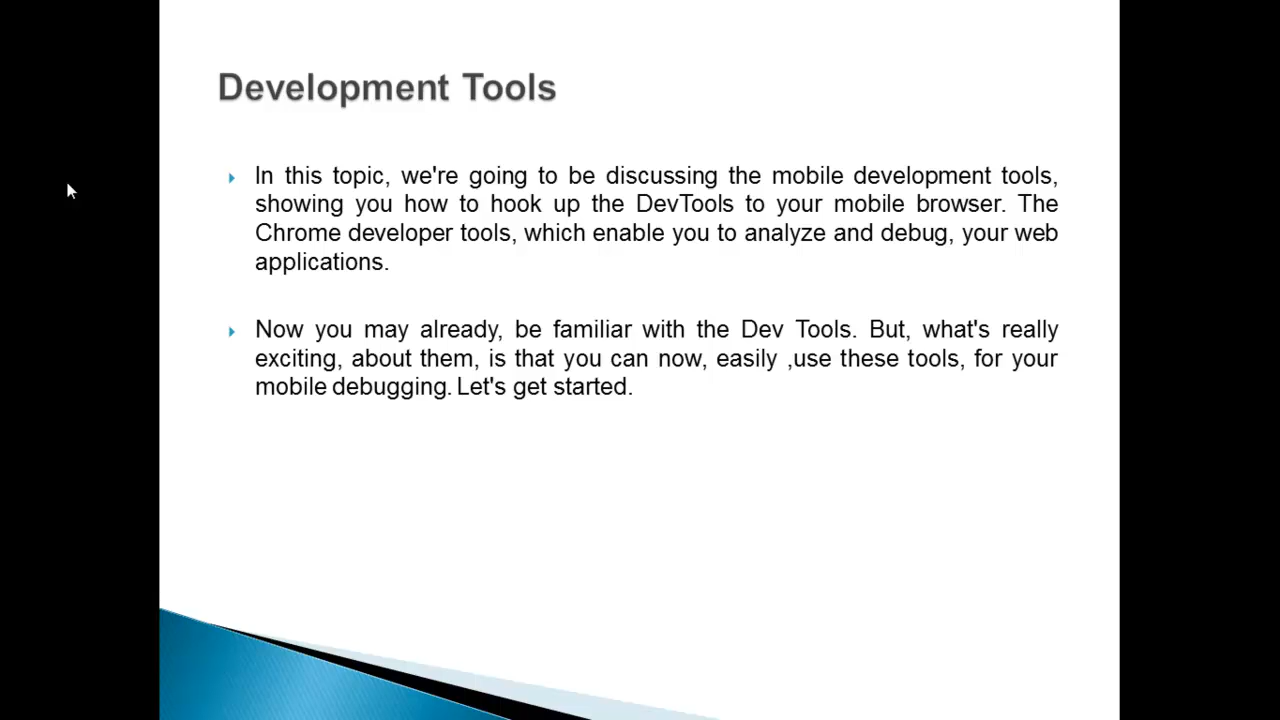 Development Tools
In this topic, we're going to be discussing the mobile development tools,
showing you how to hook up the DevTools to your mobile browser. The
Chrome developer tools, which enable you to analyze and debug, your web
applications.
Now you may already, be familiar with the Dev Tools. But, what's really
exciting, about them, is that you can now, easily ,use these tools, for your
mobile debugging. Let's get started.